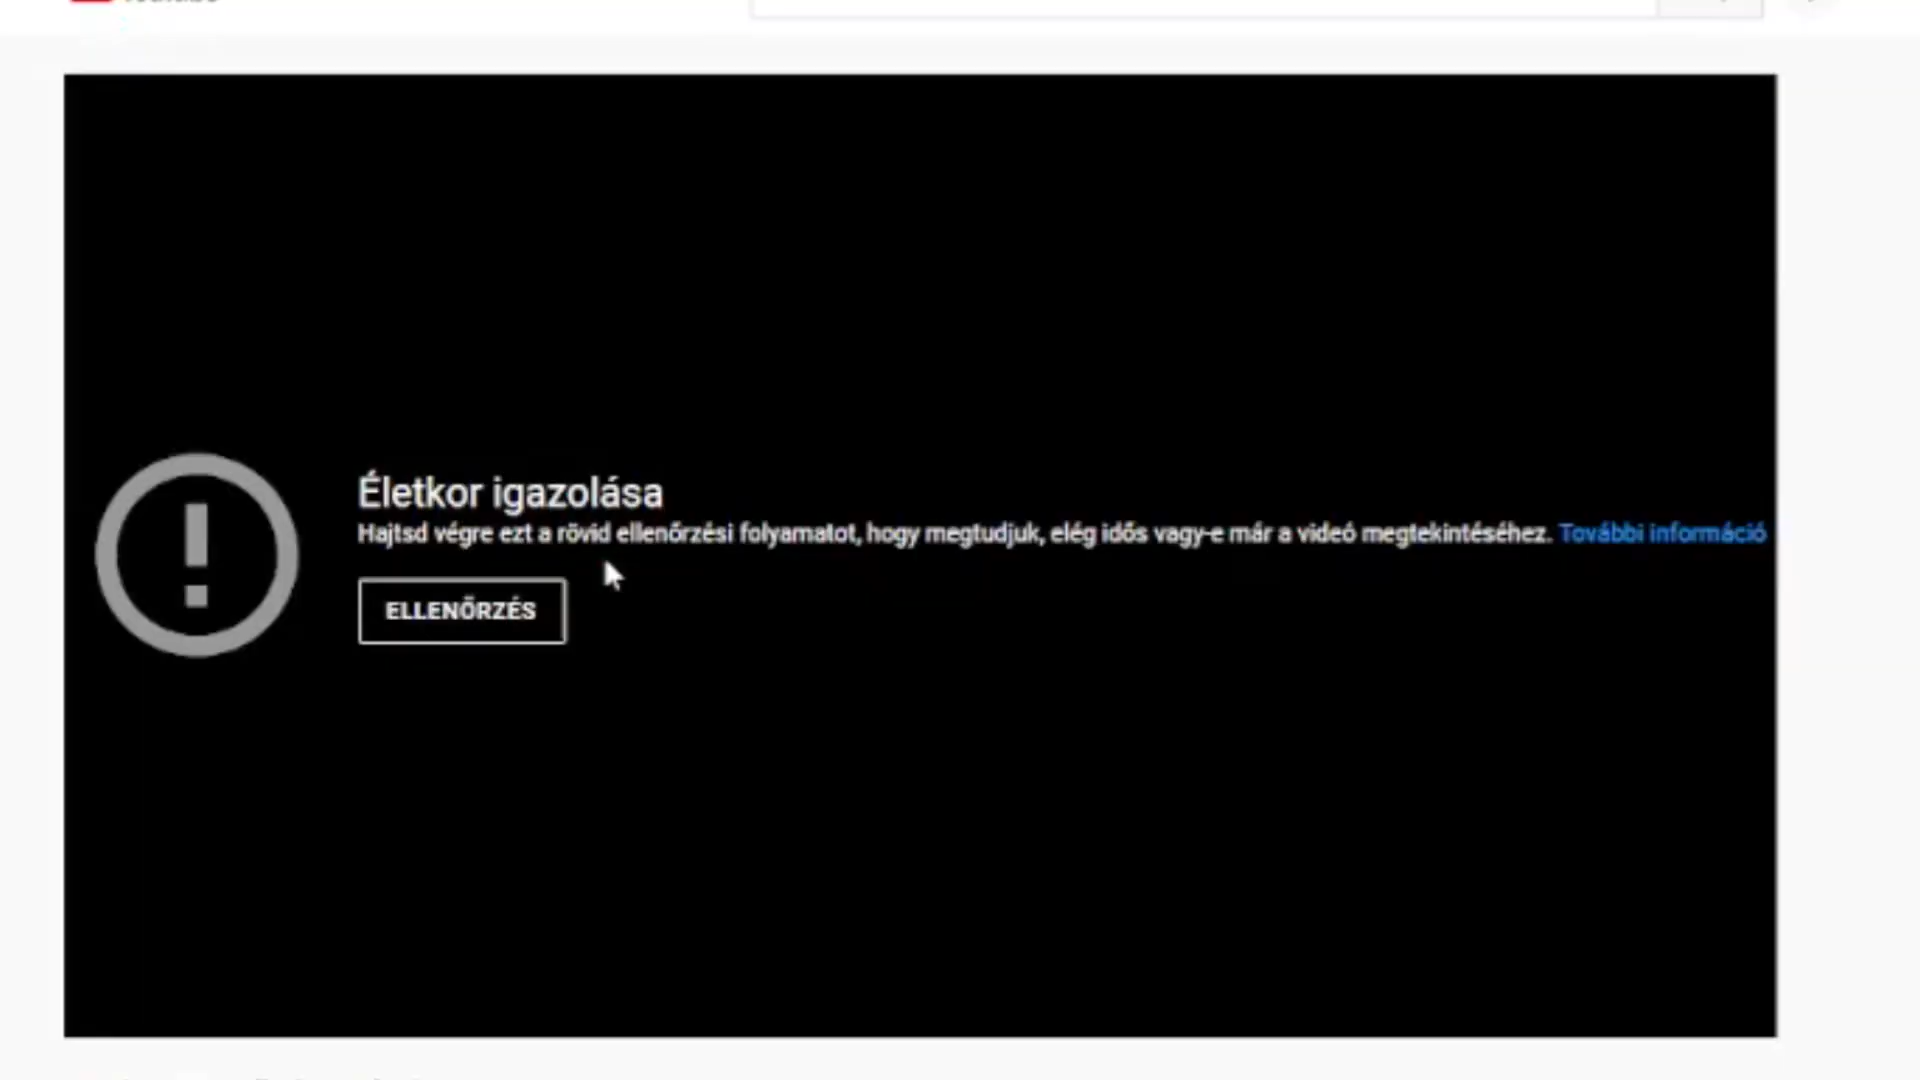 Életkor igazolása
Hajtsd végre ezt a rövid ellenőrzési folyamatot, hogy megtudjuk, elég idős vagy-e már a videó megtekintéséhez. További információ
ELLENŐRZÉS